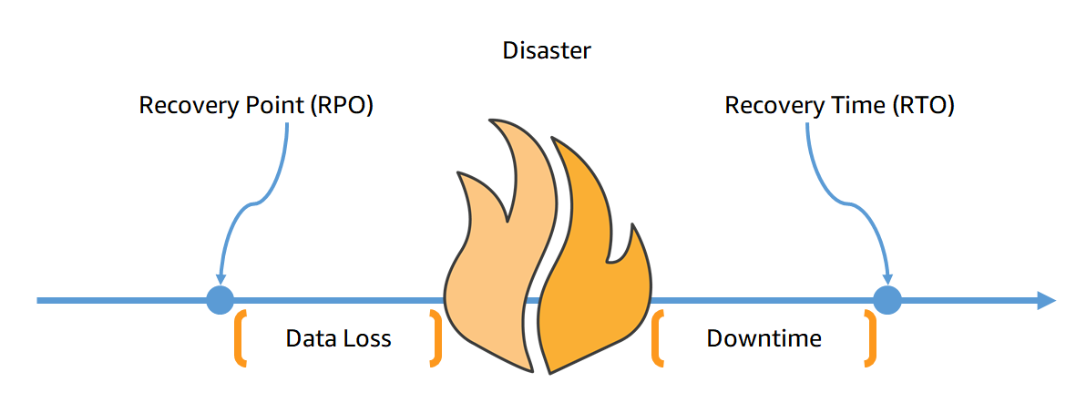 Disaster
Recovery Point (RPO)
Recovery Time (RTO)
Data Loss
Downtime